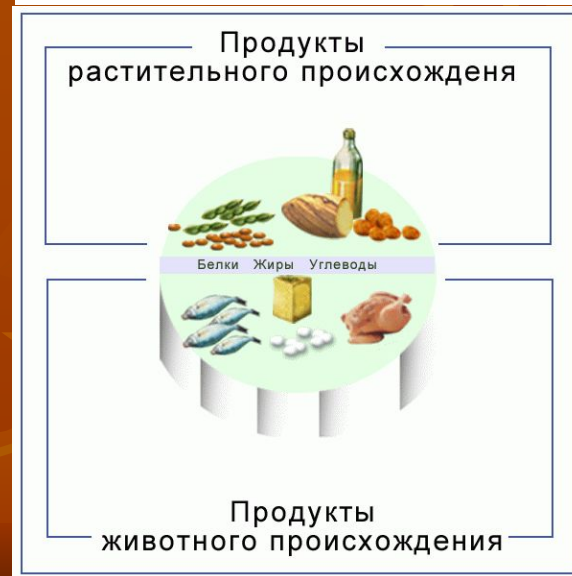 Продукты
растительного происхожденя
Белки Жиры Углеводы
Продукты
животного происхождения